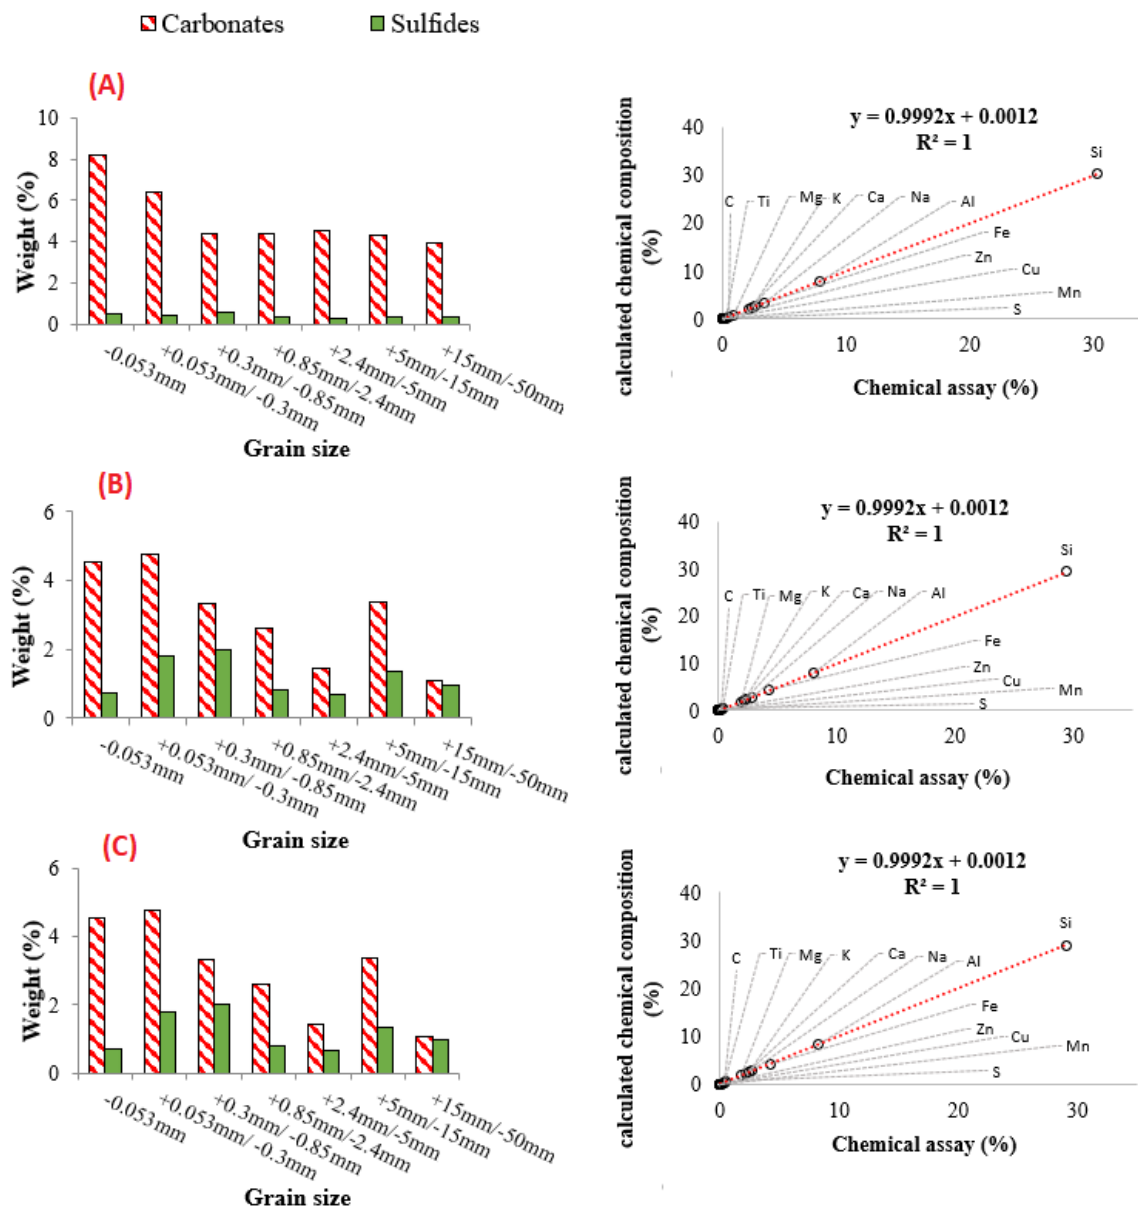 Carbonates Sulfides
(A)
Weight (%)
10
8
6
4
2
0
-0.053mm
+0.053mm/ -0.3mm
+0.3mm/ -0.85mm
+0.85mm/-2.4mm
+2.4mm/-5mm
+5mm/-15mm
+15mm/-50mm
Grain size
calculated chemical composition
(%)
y = 0.9992x + 0.0012
R² = 1
40
30
20
10
0
C Ti Mg K Ca Na Al Si
Fe
Zn
Cu
Mn
S
0 10 20 30
Chemical assay (%)
(B)
Weight (%)
6
4
2
0
-0.053mm
+0.053mm/ -0.3mm
+0.3mm/ -0.85mm
+0.85mm/-2.4mm
+2.4mm/-5mm
+5mm/-15mm
+15mm/-50mm
Grain size
calculated chemical composition
(%)
y = 0.9992x + 0.0012
R² = 1
40
30
20
10
0
C Ti Mg K Ca Na Al Si
Fe
Zn
Cu
Mn
S
0 10 20 30
Chemical assay (%)
(C)
Weight (%)
6
4
2
0
-0.053mm
+0.053mm/ -0.3mm
+0.3mm/ -0.85mm
+0.85mm/-2.4mm
+2.4mm/-5mm
+5mm/-15mm
+15mm/-50mm
Grain size
calculated chemical composition
(%)
y = 0.9992x + 0.0012
R² = 1
40
30
20
10
0
C Ti Mg K Ca Na Al Si
Fe
Zn
Cu
Mn
S
0 10 20 30
Chemical assay (%)